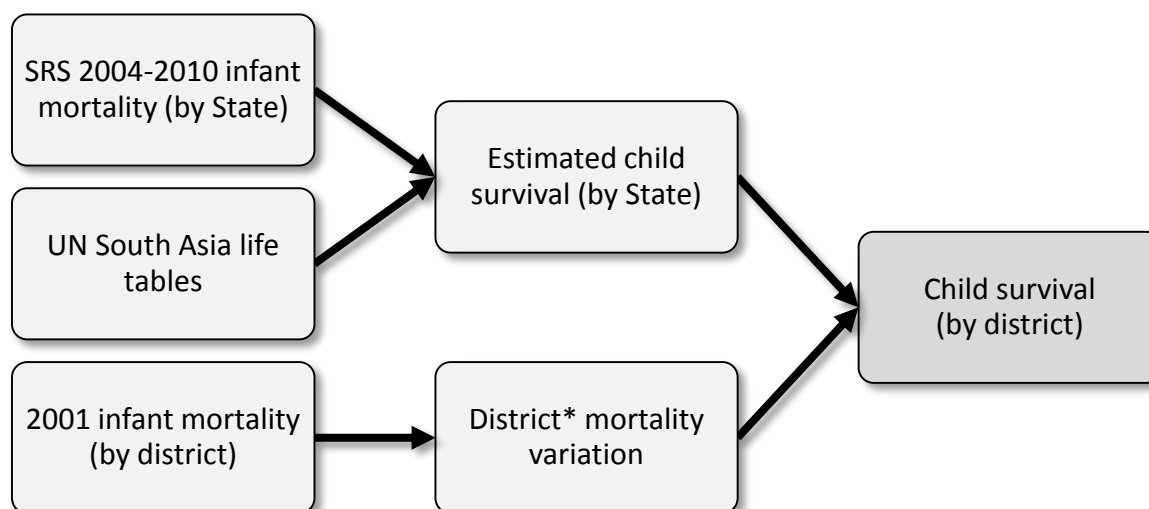 SRS 2004-2010 infant
mortality (by State)
UN South Asia life
tables
2001 infant mortality
(by district)
Estimated child
survival (by State)
District* mortality
variation
Child survival
(by district)